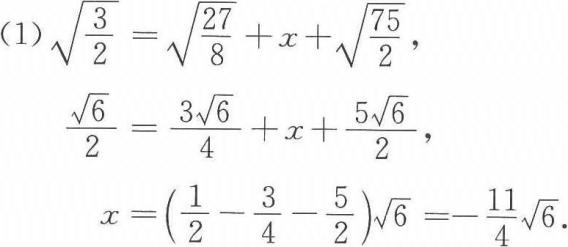 (1) √(3/2) = √(27/8) + x + √(75/2),
√6/2 = 3√6/4 + x + 5√6/2,
x = (1/2 − 3/4 − 5/2)√6 = −11/4 √6.